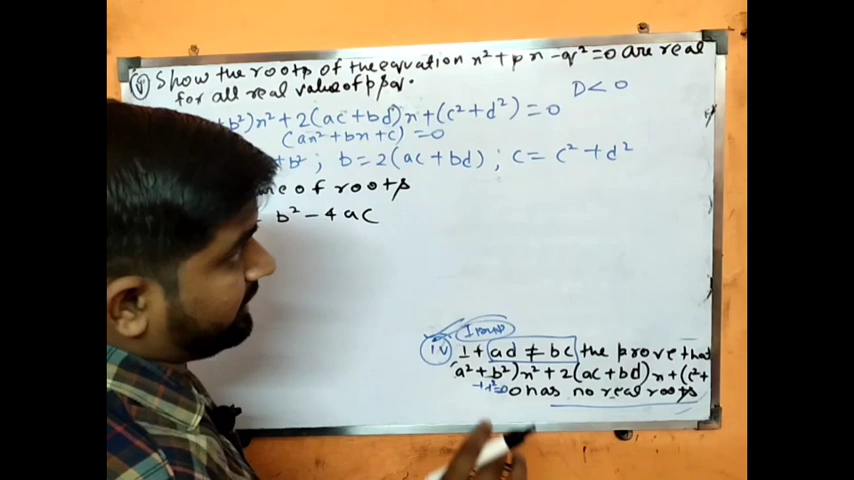 (v) Show the roots of the equation x² + px - q² = 0 are real
for all real value of p & q.
D < 0
+ b²)x² + 2(ac + bd)x + (c² + d²) = 0
(ax² + bx + c) = 0
+ b² ; b = 2(ac + bd) ; c = c² + d²
of roots
b² - 4ac
(iv) If ad ≠ bc the prove that
a² + b²)x² + 2(ac + bd)x + (c² +
0 has no real roots